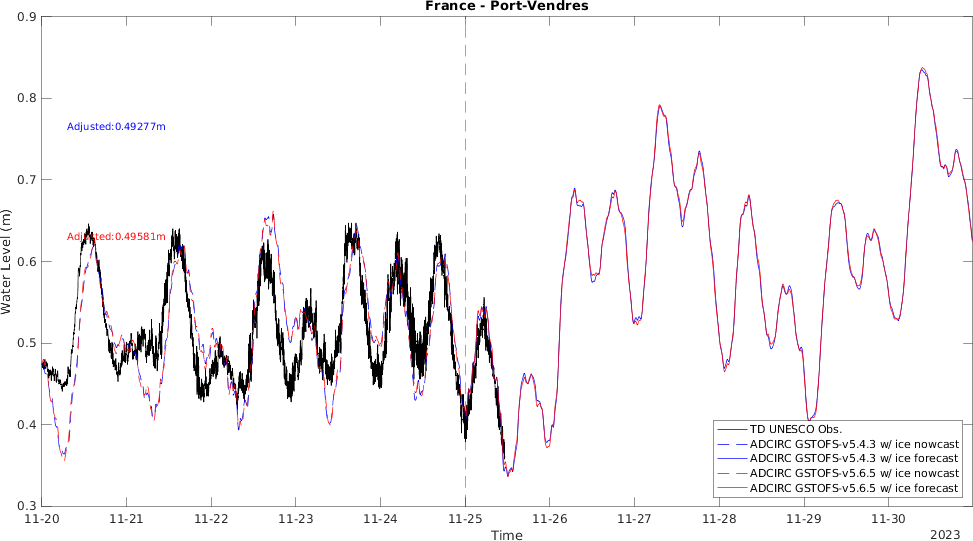 France - Port-Vendres
0.9
0.8
0.7
0.6
0.5
0.4
0.3
Water Level (m)
Adjusted:0.49277m
Adjusted:0.49581m
TD UNESCO Obs.
ADCIRC GSTOFS-v5.4.3 w/ ice nowcast
ADCIRC GSTOFS-v5.4.3 w/ ice forecast
ADCIRC GSTOFS-v5.6.5 w/ ice nowcast
ADCIRC GSTOFS-v5.6.5 w/ ice forecast
11-20 11-21 11-22 11-23 11-24 11-25 11-26 11-27 11-28 11-29 11-30
Time
2023